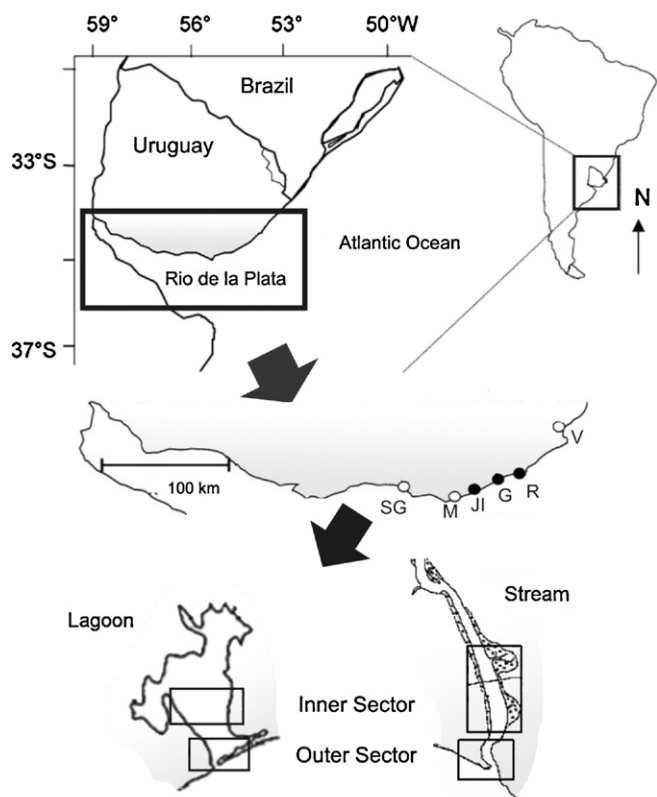 59° 56° 53° 50°W
Brazil
Uruguay
33°S
N
Atlantic Ocean
Rio de la Plata
37°S
V
100 km
SG M JI G R
Lagoon
Stream
Inner Sector
Outer Sector